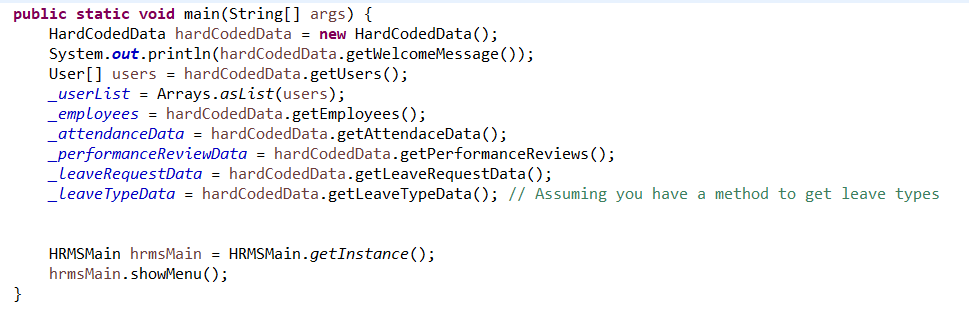 public static void main(String[] args) {
    HardCodedData hardCodedData = new HardCodedData();
    System.out.println(hardCodedData.getWelcomeMessage());
    User[] users = hardCodedData.getUsers();
    _userList = Arrays.asList(users);
    _employees = hardCodedData.getEmployees();
    _attendanceData = hardCodedData.getAttendaceData();
    _performanceReviewData = hardCodedData.getPerformanceReviews();
    _leaveRequestData = hardCodedData.getLeaveRequestData();
    _leaveTypeData = hardCodedData.getLeaveTypeData(); // Assuming you have a method to get leave types
    HRMSMain hrmsMain = HRMSMain.getInstance();
    hrmsMain.showMenu();
}